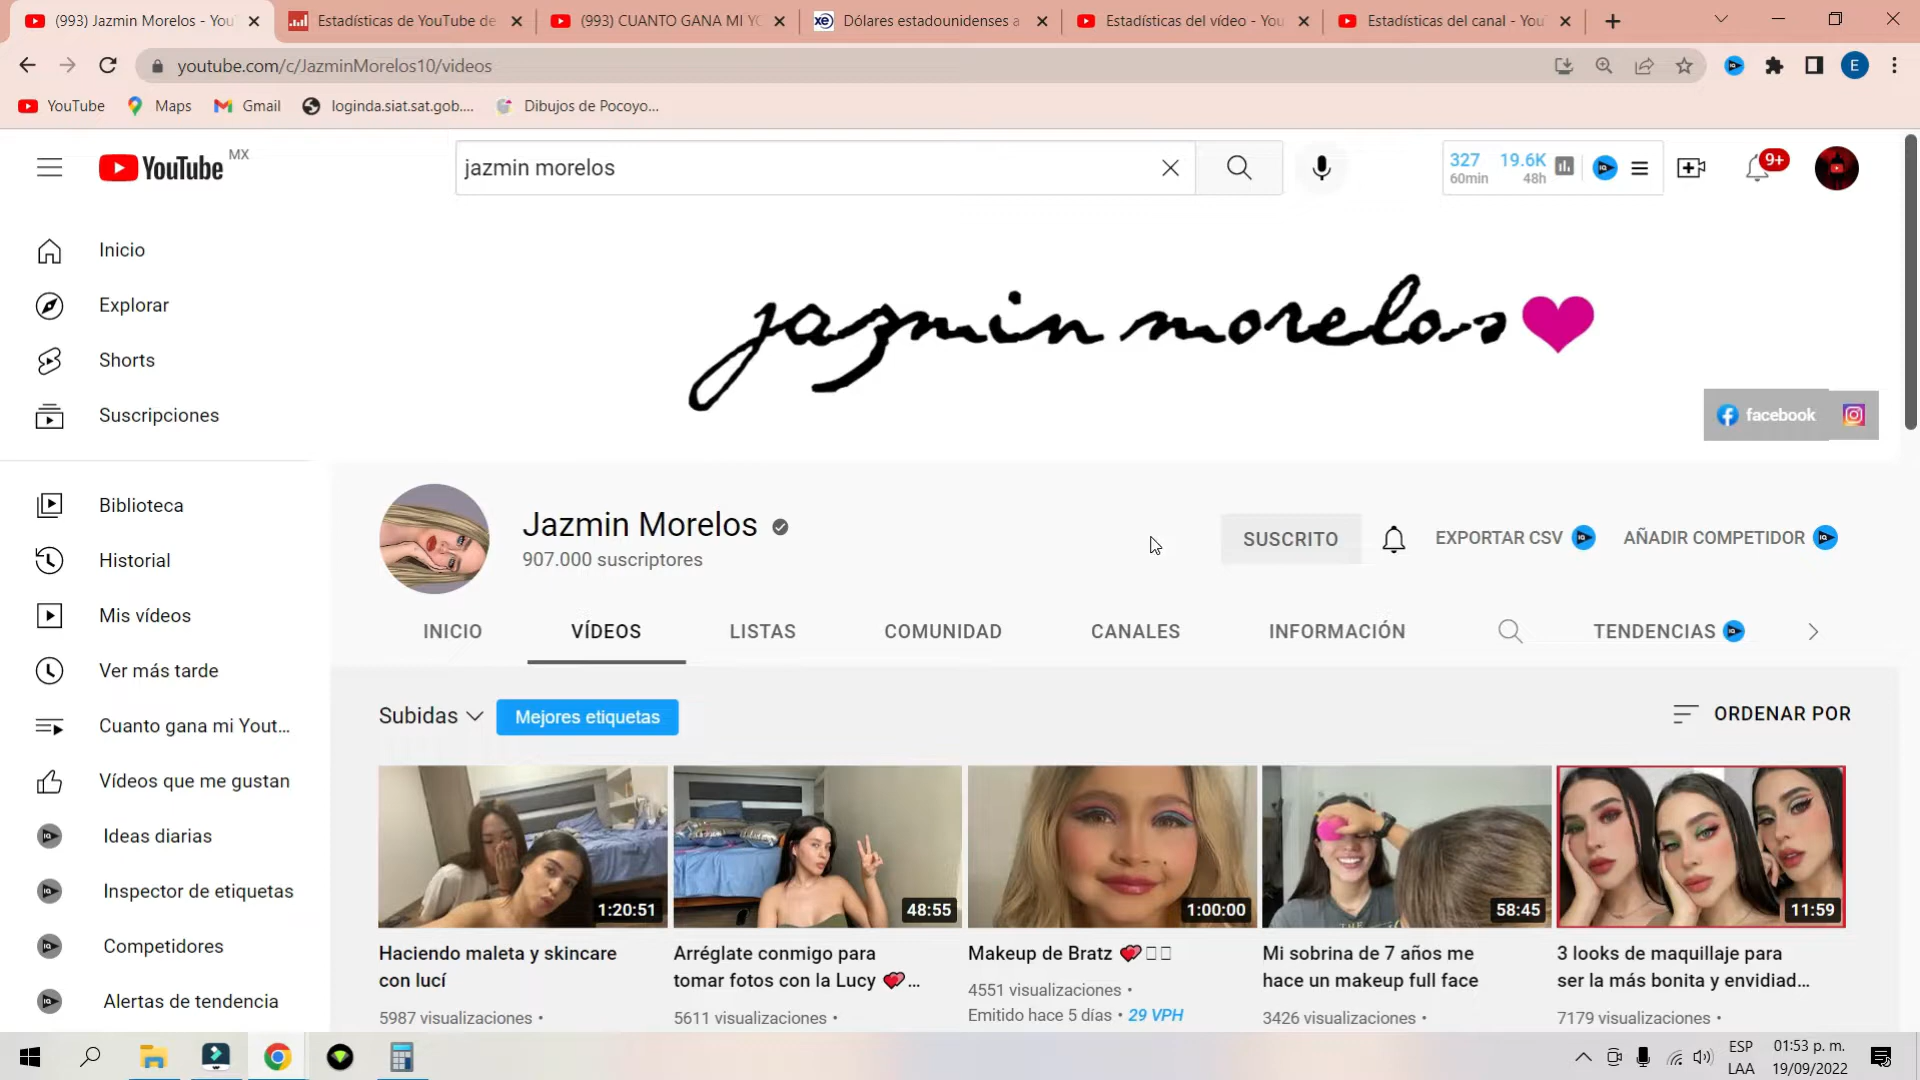 (993) Jazmin Morelos - You
Estadísticas de YouTube de
(993) CUANTO GANA MI YO
Dólares estadounidenses a
Estadísticas del vídeo - You
Estadísticas del canal - You
youtube.com/c/JazminMorelos10/videos
E
YouTube
Maps
Gmail
loginda.siat.sat.gob....
Dibujos de Pocoyo...
YouTube MX
jazmin morelos
327
60min
19.6K
48h
9+
Inicio
Explorar
Shorts
Suscripciones
jazmin morelos
facebook
Biblioteca
Historial
Mis vídeos
Ver más tarde
Cuanto gana mi Yout...
Vídeos que me gustan
Ideas diarias
Inspector de etiquetas
Competidores
Alertas de tendencia
Jazmin Morelos
907.000 suscriptores
SUSCRITO
EXPORTAR CSV
AÑADIR COMPETIDOR
INICIO
VÍDEOS
LISTAS
COMUNIDAD
CANALES
INFORMACIÓN
TENDENCIAS
Subidas
Mejores etiquetas
ORDENAR POR
1:20:51
48:55
1:00:00
58:45
11:59
Haciendo maleta y skincare
con lucí
5987 visualizaciones •
Arréglate conmigo para
tomar fotos con la Lucy 💕...
5611 visualizaciones •
Makeup de Bratz 💕
4551 visualizaciones •
Emitido hace 5 días • 29 VPH
Mi sobrina de 7 años me
hace un makeup full face
3426 visualizaciones •
3 looks de maquillaje para
ser la más bonita y envidiad...
7179 visualizaciones •
ESP
LAA
01:53 p. m.
19/09/2022